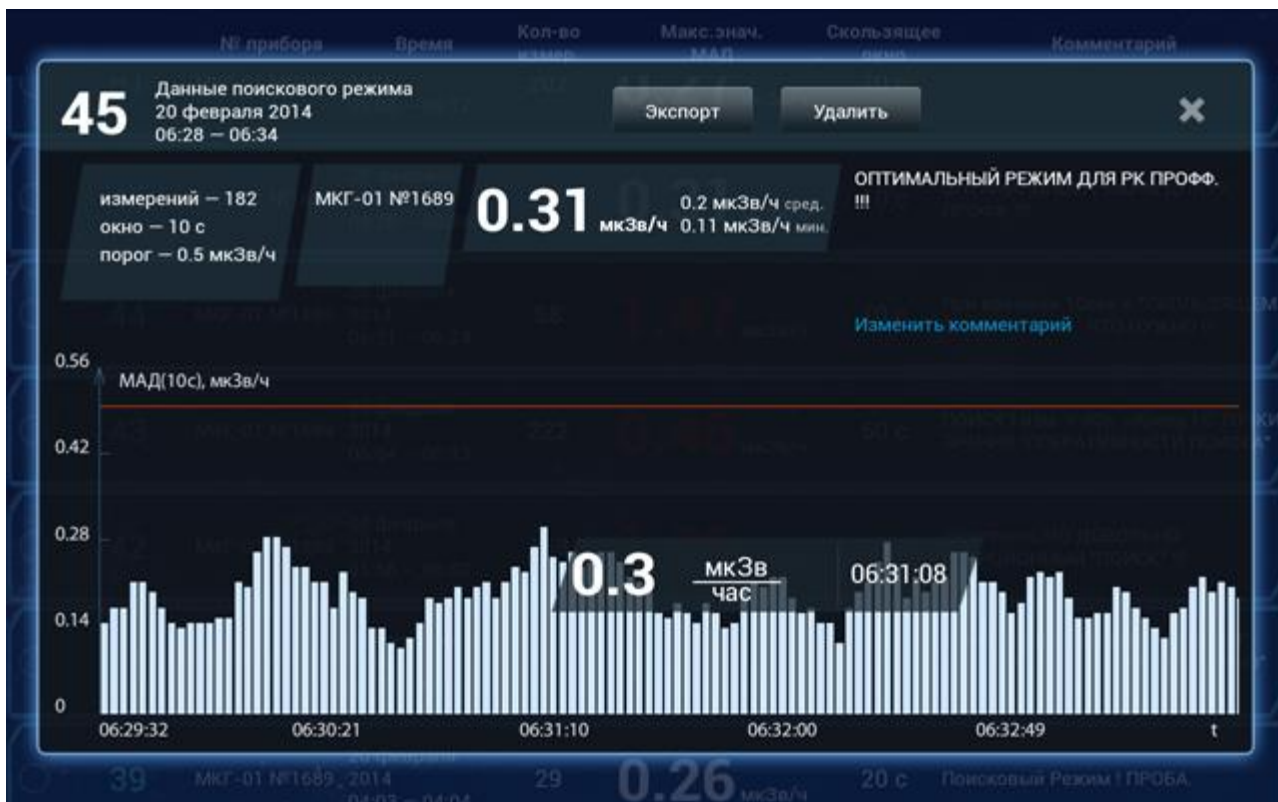 № прибора Время Кол-во Макс.знач. Скользящее Комментарий
45
Данные поискового режима
20 февраля 2014
06:28 — 06:34
Экспорт Удалить
измерений — 182
окно — 10 с
порог — 0.5 мкЗв/ч
МКГ-01 №1689
0.31 мкЗв/ч
0.2 мкЗв/ч сред.
0.11 мкЗв/ч мин.
ОПТИМАЛЬНЫЙ РЕЖИМ ДЛЯ РК ПРОФФ.
!!!
Изменить комментарий
0.56
МАД(10с), мкЗв/ч
0.42
0.28
0.14
0
0.3 мкЗв
час
06:31:08
06:29:32 06:30:21 06:31:10 06:32:00 06:32:49 t
39 МКГ-01 №1689 2014 29 0.26 мкЗв/ч 20 с Поисковый Режим ! ПРОБА.